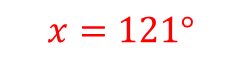 x = 121°